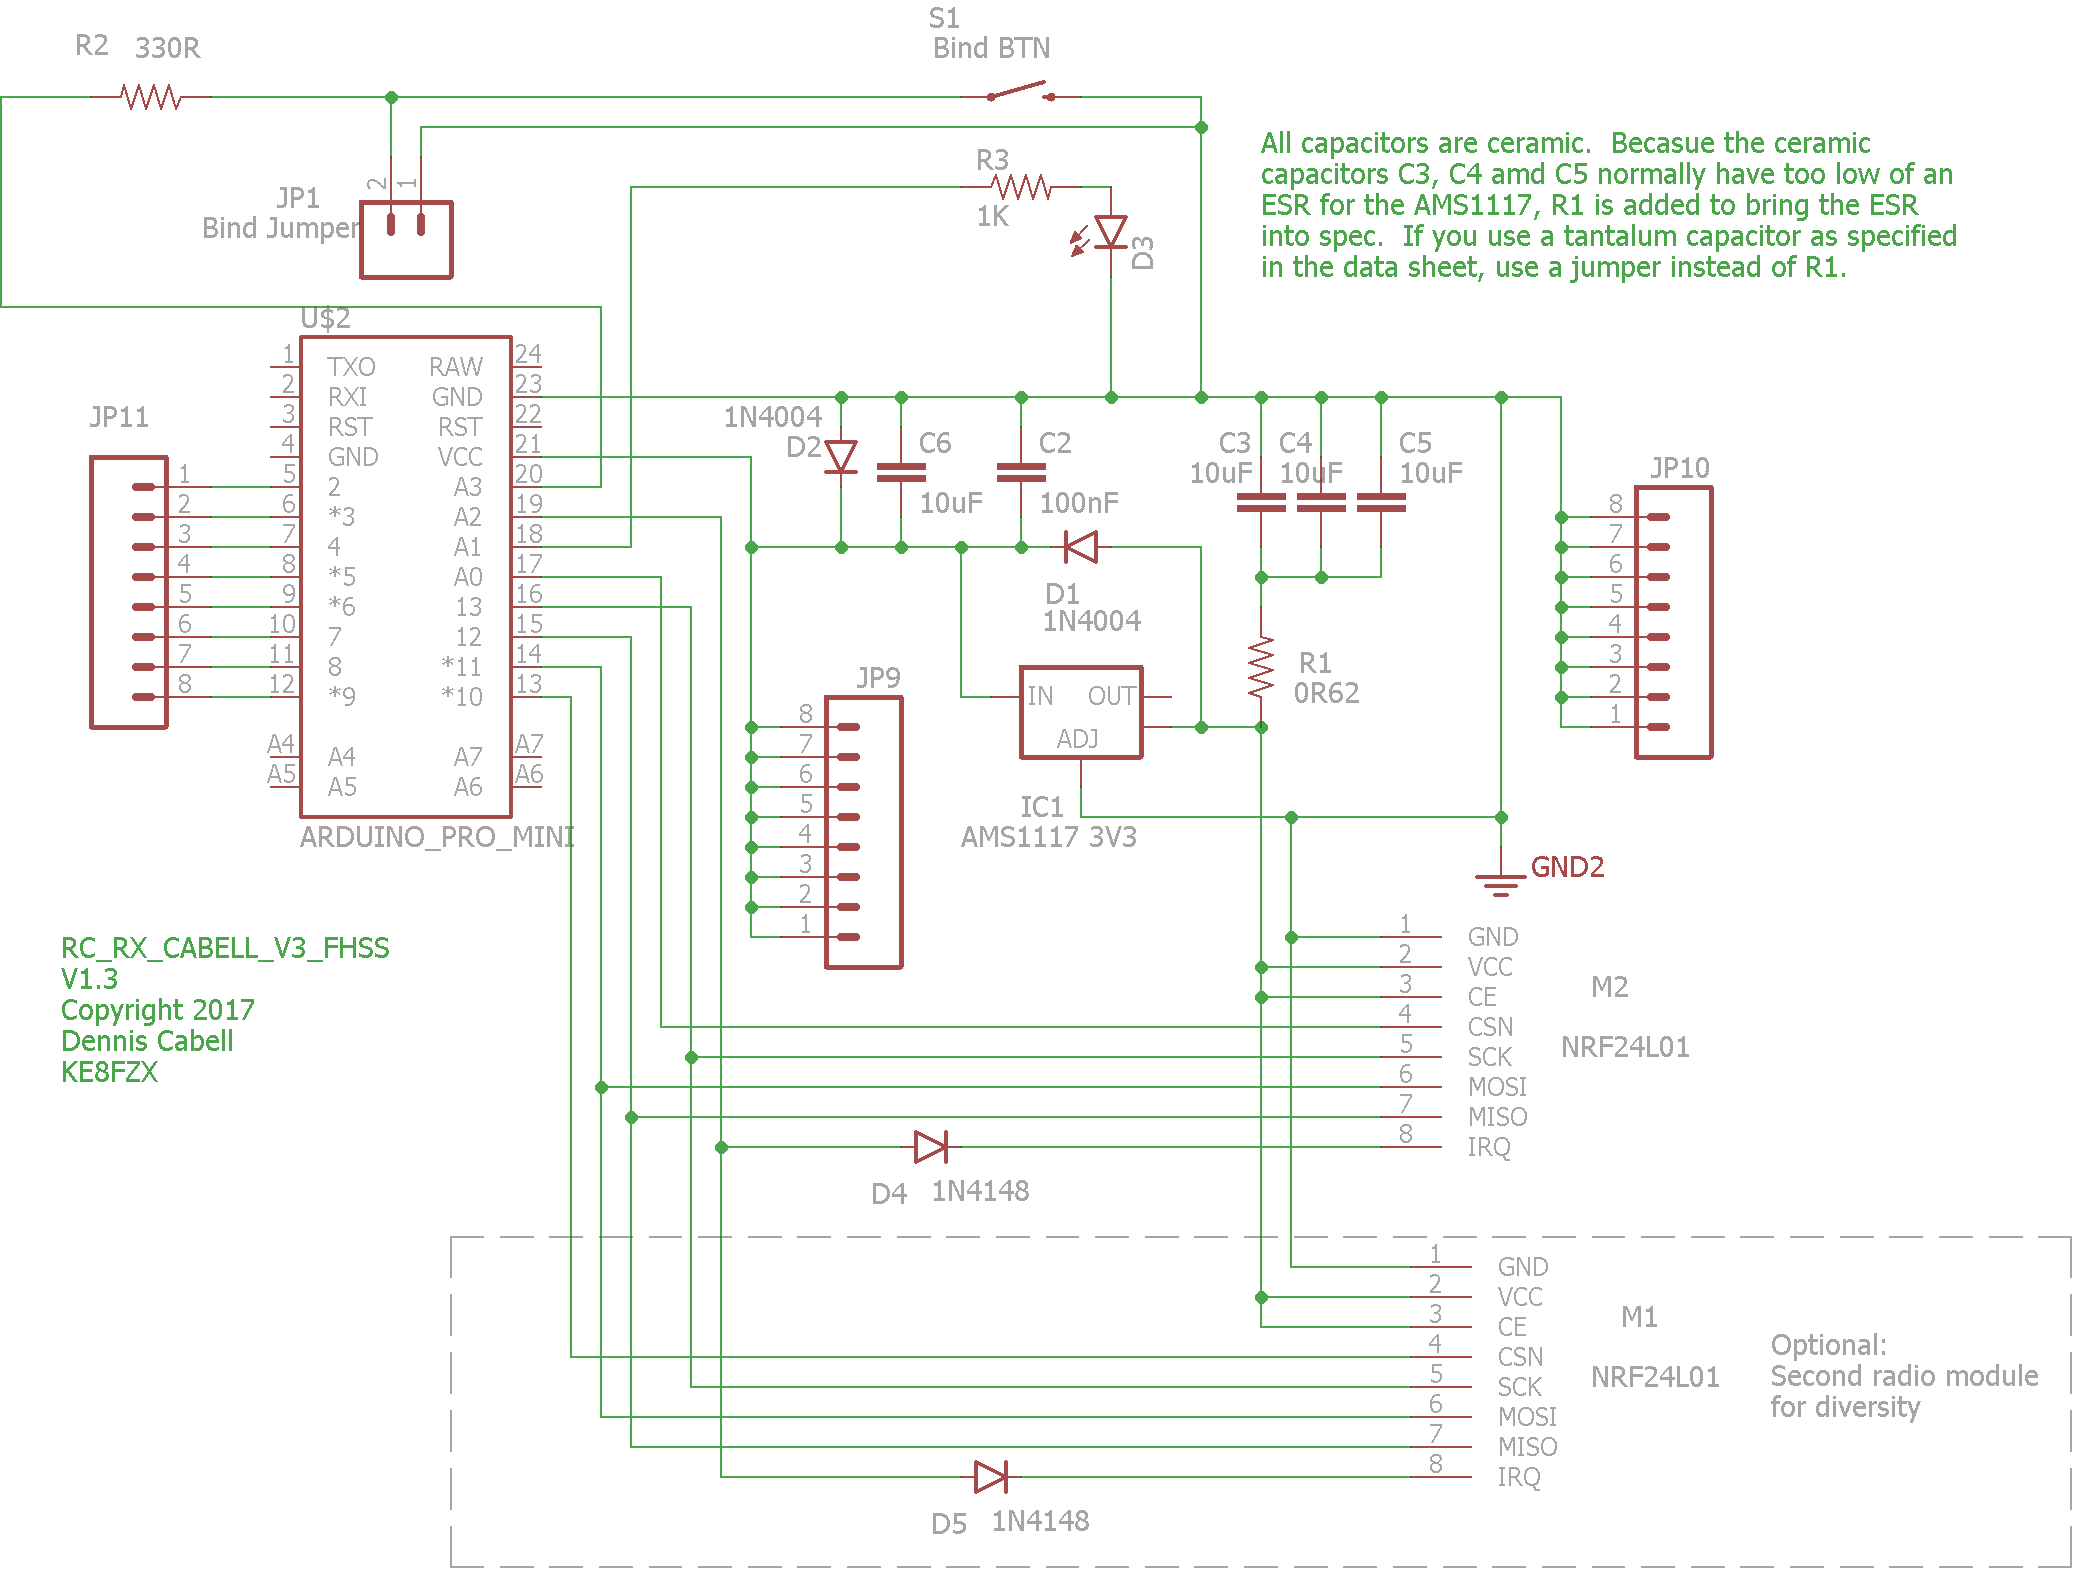 R2 330R
S1
Bind BTN
JP1
Bind Jumper
2 1
R3
1K
D3
All capacitors are ceramic.  Becasue the ceramic
capacitors C3, C4 amd C5 normally have too low of an
ESR for the AMS1117, R1 is added to bring the ESR
into spec.  If you use a tantalum capacitor as specified
in the data sheet, use a jumper instead of R1.
U$2
1 TXO RAW 24
2 RXI GND 23
3 RST RST 22
4 GND VCC 21
5 2 A3 20
6 *3 A2 19
7 4 A1 18
8 *5 A0 17
9 *6 13 16
10 7 12 15
11 8 *11 14
12 *9 *10 13
A4 A4 A7 A7
A5 A5 A6 A6
ARDUINO_PRO_MINI
JP11
1
2
3
4
5
6
7
8
1N4004
D2
C6
10uF
C2
100nF
C3
10uF
C4
10uF
C5
10uF
D1
1N4004
R1
0R62
JP10
8
7
6
5
4
3
2
1
JP9
8
7
6
5
4
3
2
1
IN OUT
ADJ
IC1
AMS1117 3V3
GND2
RC_RX_CABELL_V3_FHSS
V1.3
Copyright 2017
Dennis Cabell
KE8FZX
1 GND
2 VCC
3 CE
4 CSN
5 SCK
6 MOSI
7 MISO
8 IRQ
M2
NRF24L01
D4 1N4148
1 GND
2 VCC
3 CE
4 CSN
5 SCK
6 MOSI
7 MISO
8 IRQ
M1
NRF24L01
Optional:
Second radio module
for diversity
D5 1N4148